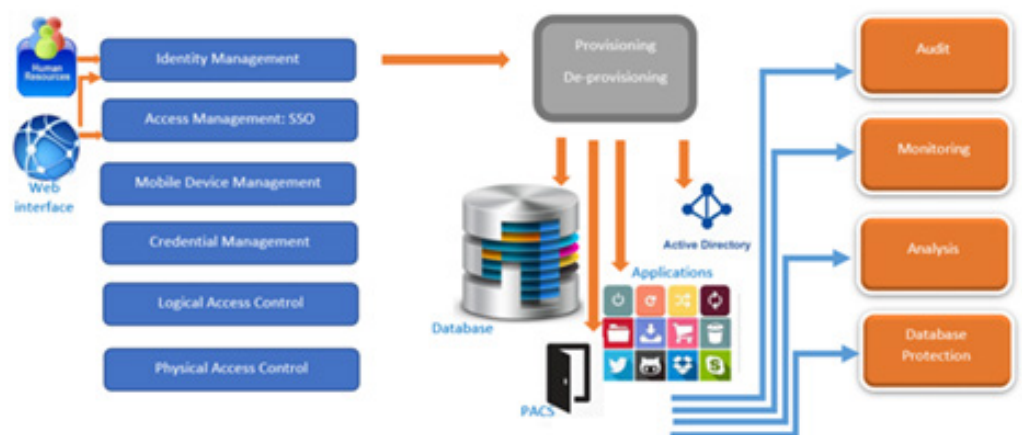 Human
Resources
Web
interface
Identity Management
Access Management: SSO
Mobile Device Management
Credential Management
Logical Access Control
Physical Access Control
Provisioning
De-provisioning
Database
PACS
Applications
Active Directory
Audit
Monitoring
Analysis
Database
Protection